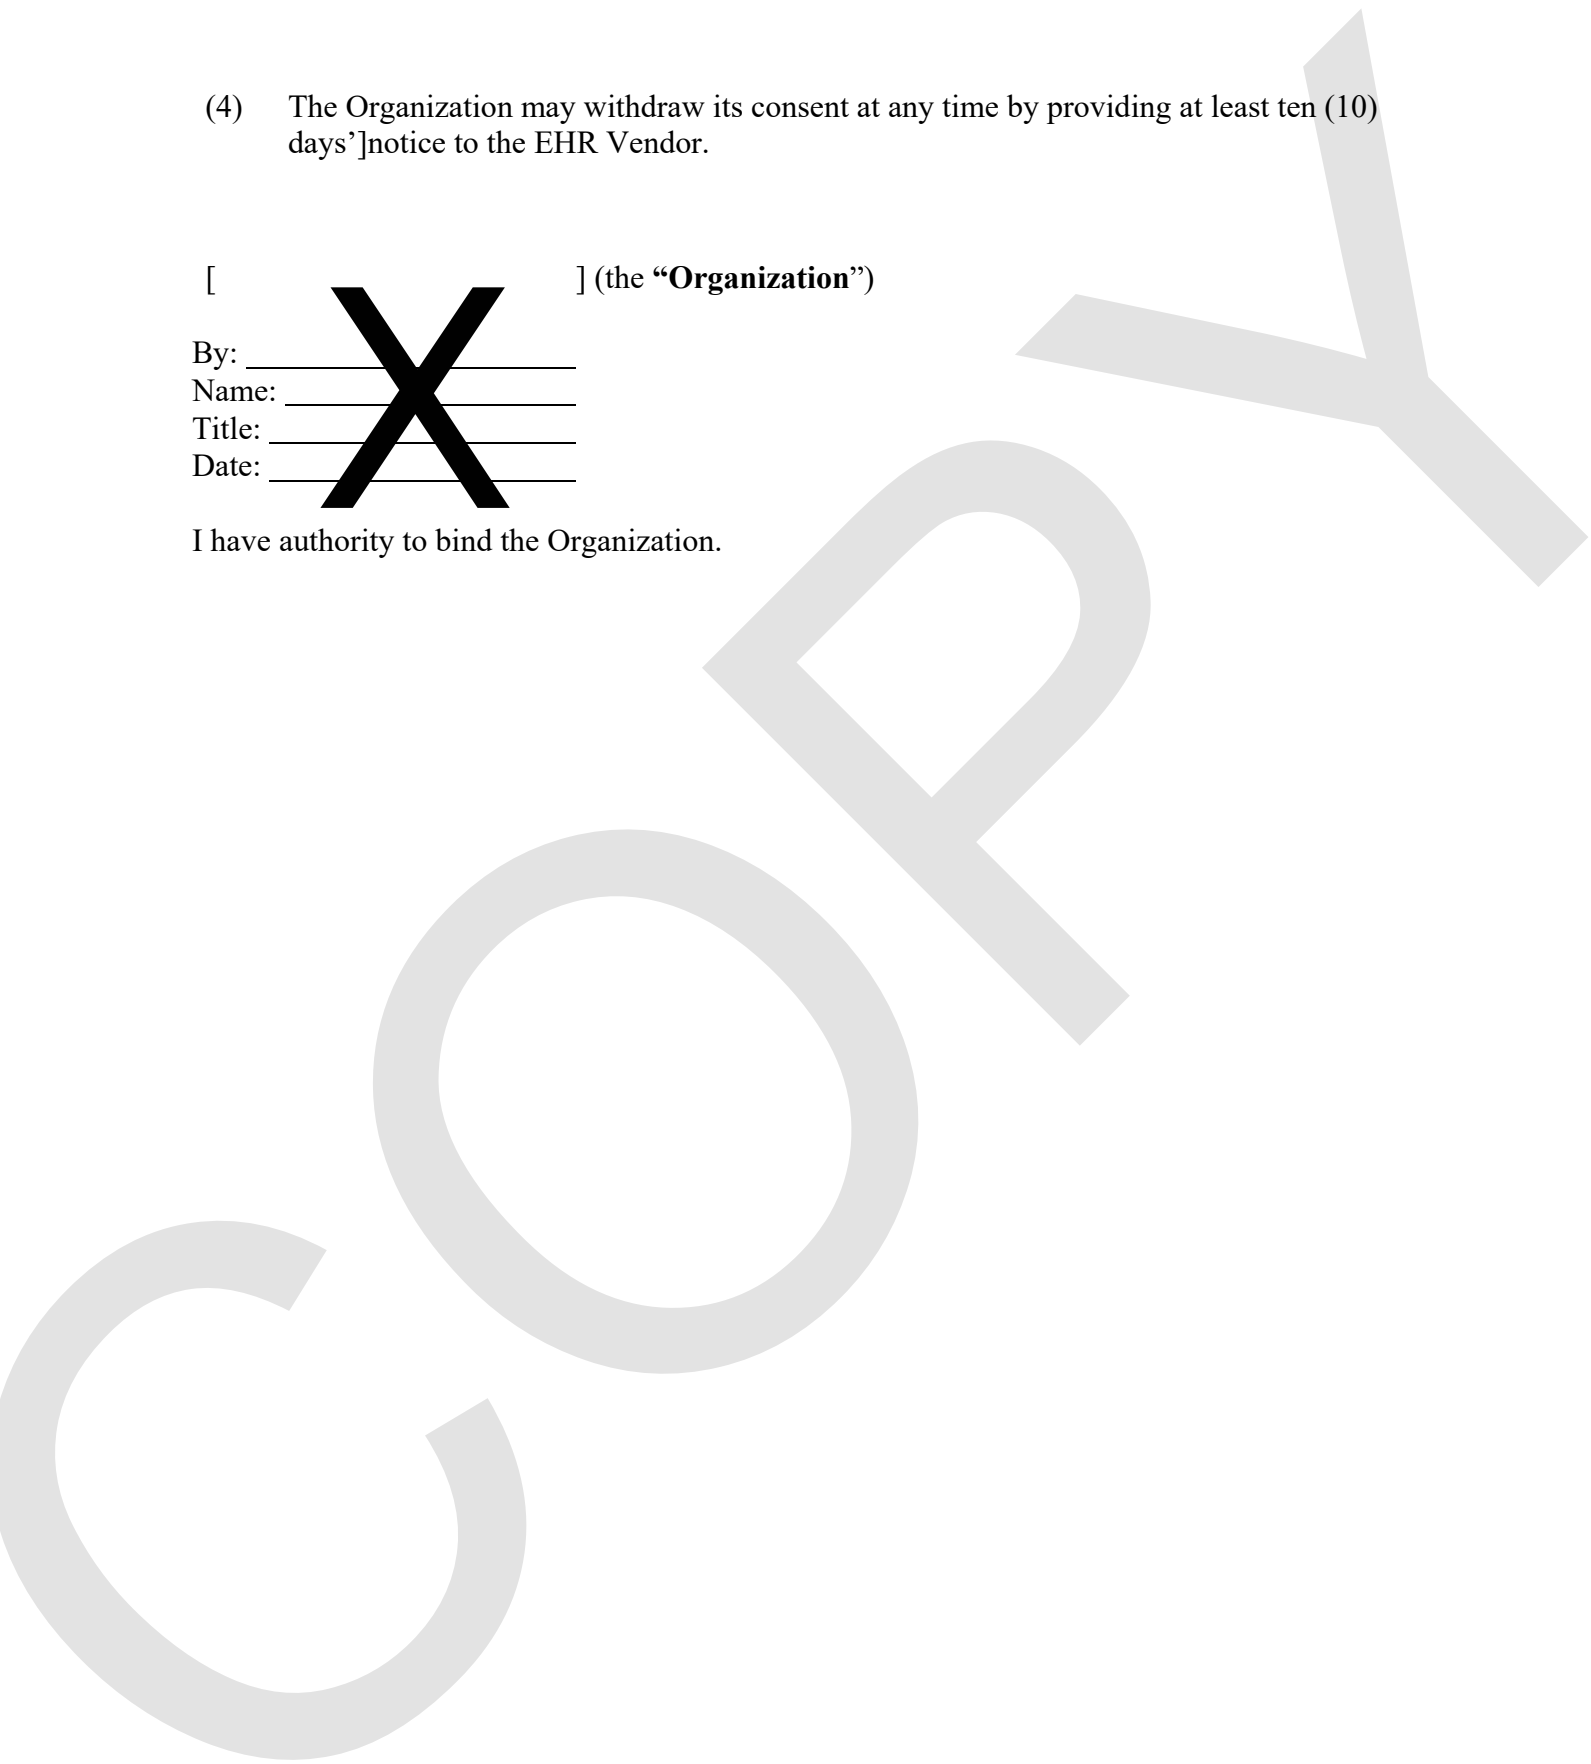 (4) The Organization may withdraw its consent at any time by providing at least ten (10)
days’]notice to the EHR Vendor.
[ ] (the “Organization”)
By:
Name:
Title:
Date:
X
I have authority to bind the Organization.
COPY